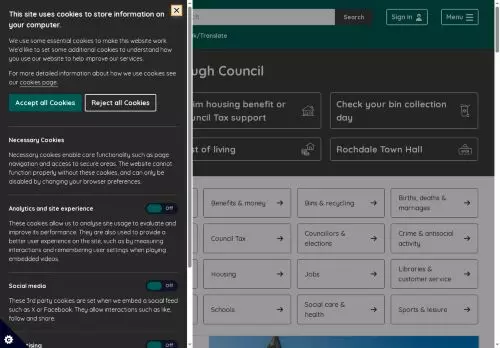 This site uses cookies to store information on
your computer.
We use some essential cookies to make this website work.
We'd like to set some additional cookies to understand how
you use our website to help improve our services.
For more detailed information about how we use cookies see
our cookies page.
Accept all Cookies
Reject all Cookies
Necessary Cookies
Necessary cookies enable core functionality such as page
navigation and access to secure areas. The website cannot
function properly without these cookies, and can only be
disabled by changing your browser preferences.
Analytics and site experience
Off
These cookies allow us to analyse site usage to evaluate and
improve its performance. They are also used to provide a
better user experience on the site, such as by measuring
interactions and remembering user settings when playing
embedded videos.
Social media
Off
These 3rd party cookies are set when we embed a social feed
such as X or Facebook. They allow interactions such as like,
follow and share.
Off
Search
Sign in
Menu
/Translate
ugh Council
im housing benefit or
uncil Tax support
Check your bin collection
day
st of living
Rochdale Town Hall
Benefits & money
Bins & recycling
Births, deaths &
marriages
Council Tax
Councillors &
elections
Crime & antisocial
activity
Housing
Jobs
Libraries &
customer service
Schools
Social care &
health
Sports & leisure